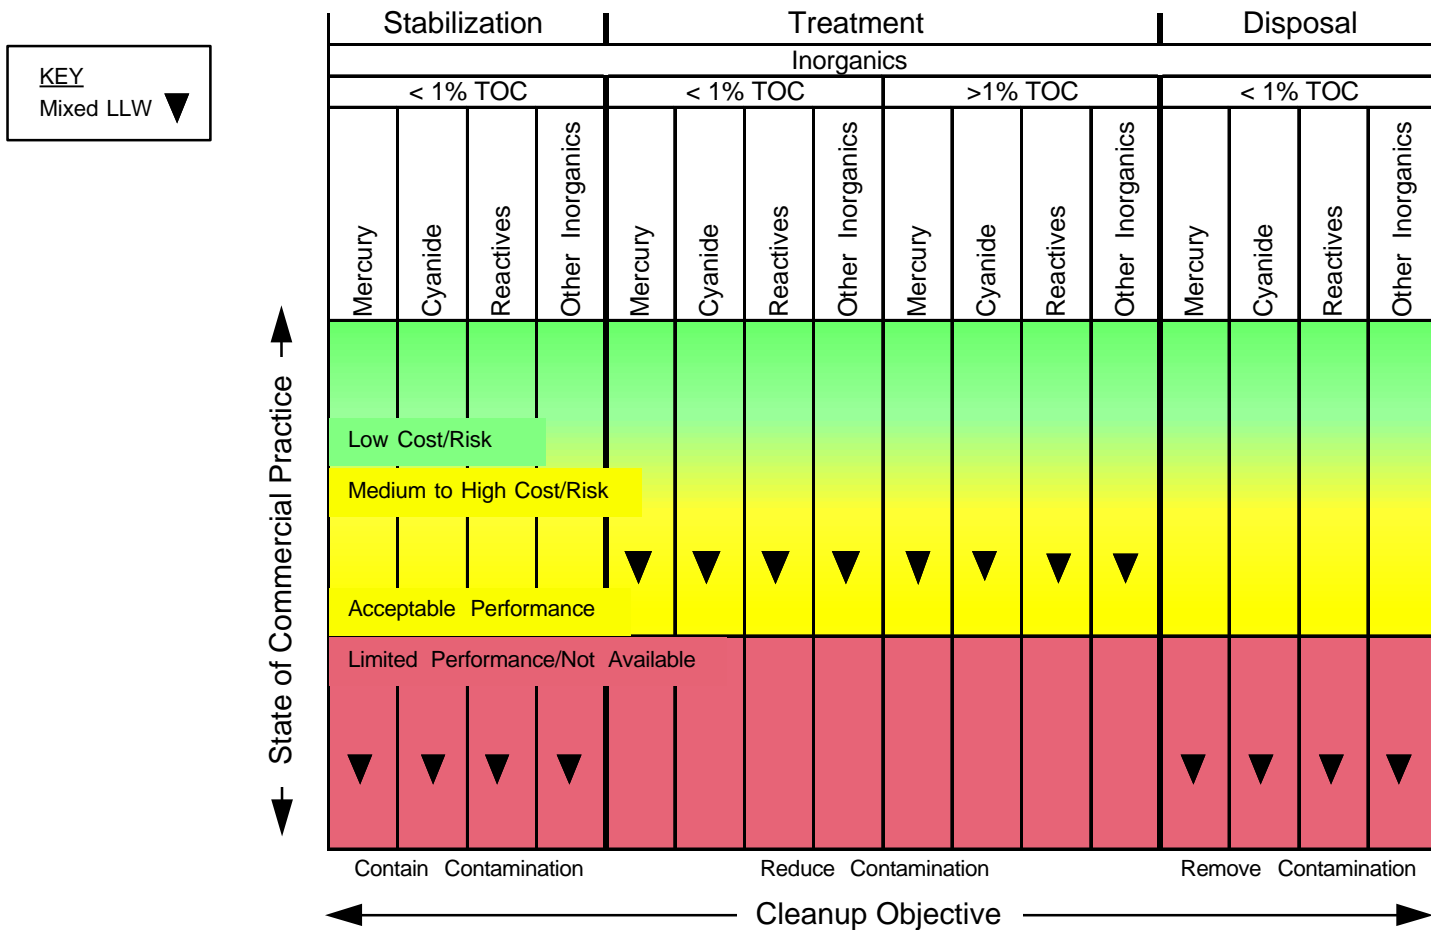 Stabilization Treatment Disposal
Inorganics
KEY
Mixed LLW
< 1% TOC < 1% TOC >1% TOC < 1% TOC
Mercury
Cyanide
Reactives
Other Inorganics
Mercury
Cyanide
Reactives
Other Inorganics
Mercury
Cyanide
Reactives
Other Inorganics
Mercury
Cyanide
Reactives
Other Inorganics
State of Commercial Practice
Low Cost/Risk
Medium to High Cost/Risk
Acceptable Performance
Limited Performance/Not Available
Contain Contamination Reduce Contamination Remove Contamination
Cleanup Objective